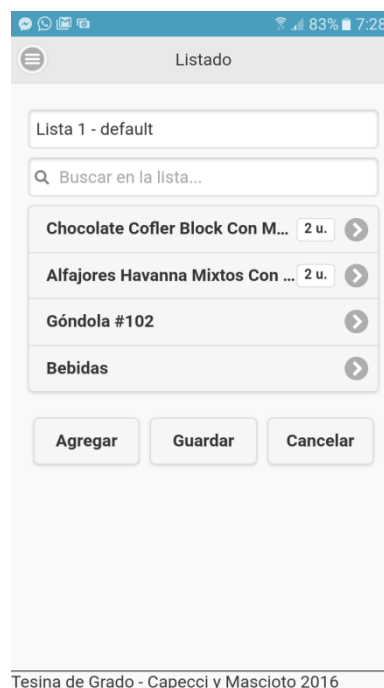 83% 7:28
Listado
Lista 1 - default
Buscar en la lista...
Chocolate Cofler Block Con M... 2 u.
Alfajores Havanna Mixtos Con ... 2 u.
Góndola #102
Bebidas
Agregar Guardar Cancelar
Tesina de Grado - Capecci y Mascioto 2016